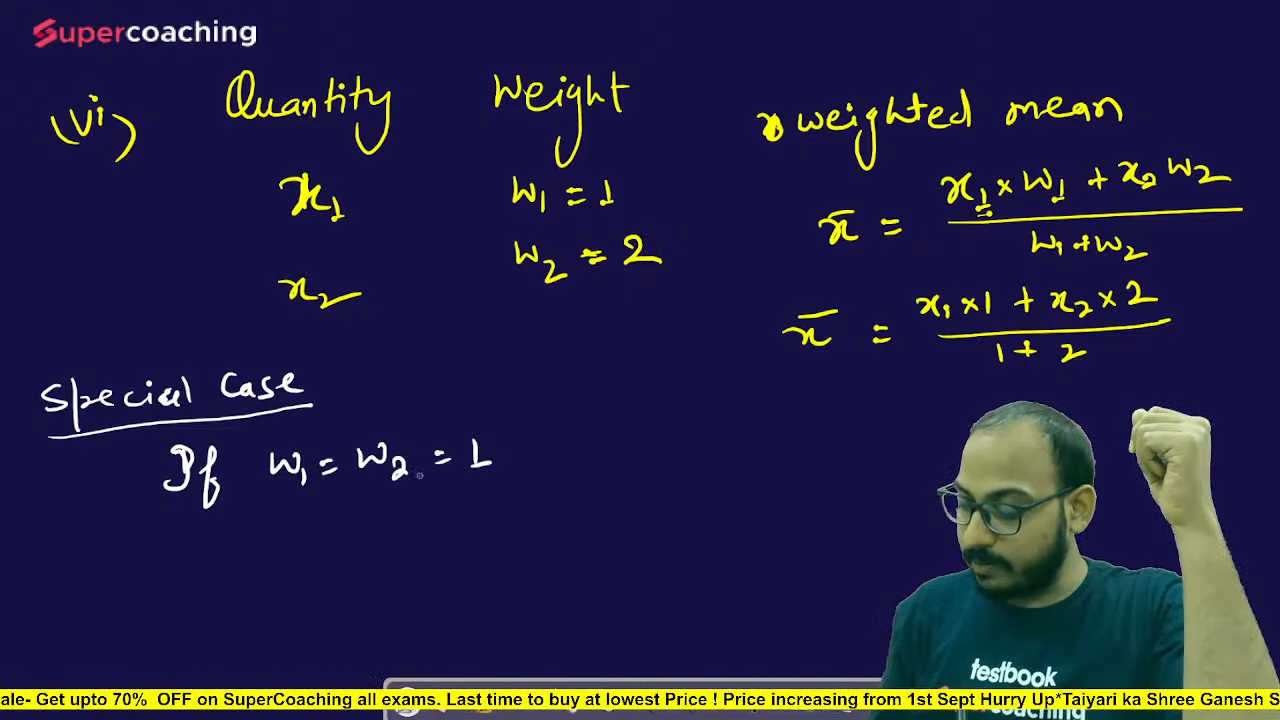 Supercoaching
(vi) Quantity Weight
x1 w1 = 1
x2 w2 = 2
weighted mean
x̄ = (x1 × w1 + x2 w2) / (w1 + w2)
x̄ = (x1 × 1 + x2 × 2) / (1 + 2)
Special Case
If w1 = w2 = 1
testbook
coaching
ale- Get upto 70% OFF on SuperCoaching all exams. Last time to buy at lowest Price ! Price increasing from 1st Sept Hurry Up*Taiyari ka Shree Ganesh S